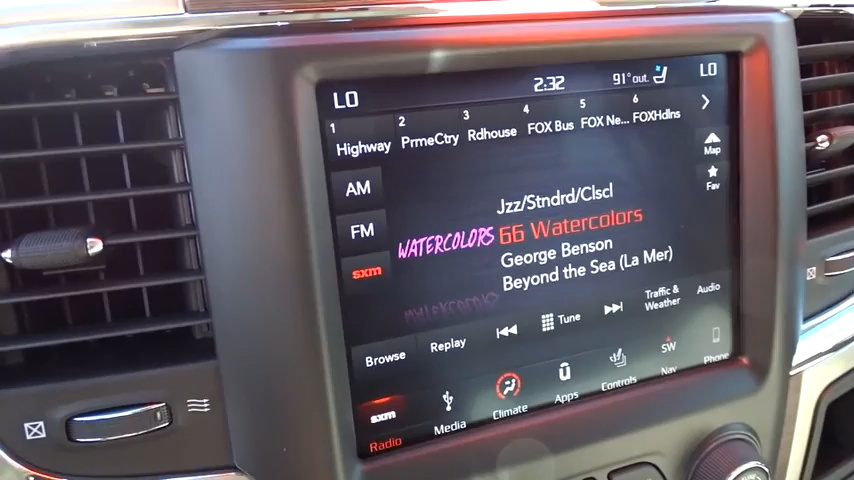 LO 2:32 91° out. LO
1 Highway 2 PrmeCtry 3 Rdhouse 4 FOX Bus 5 FOX Ne... 6 FOXHdlns
Map
AM
Fav
Jzz/Stndrd/Clscl
FM
WATERCOLORS 66 Watercolors
George Benson
sxm
Beyond the Sea (La Mer)
Browse Replay Tune Traffic & Weather Audio
sxm SW
Radio Media Climate Apps Controls Nav Phone